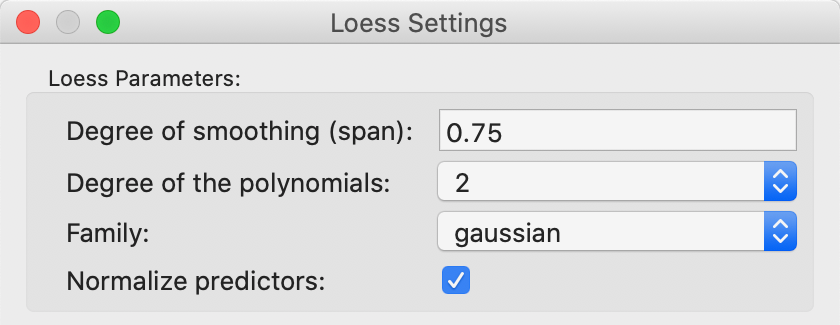 Loess Settings
Loess Parameters:
Degree of smoothing (span): 0.75
Degree of the polynomials: 2
Family: gaussian
Normalize predictors: